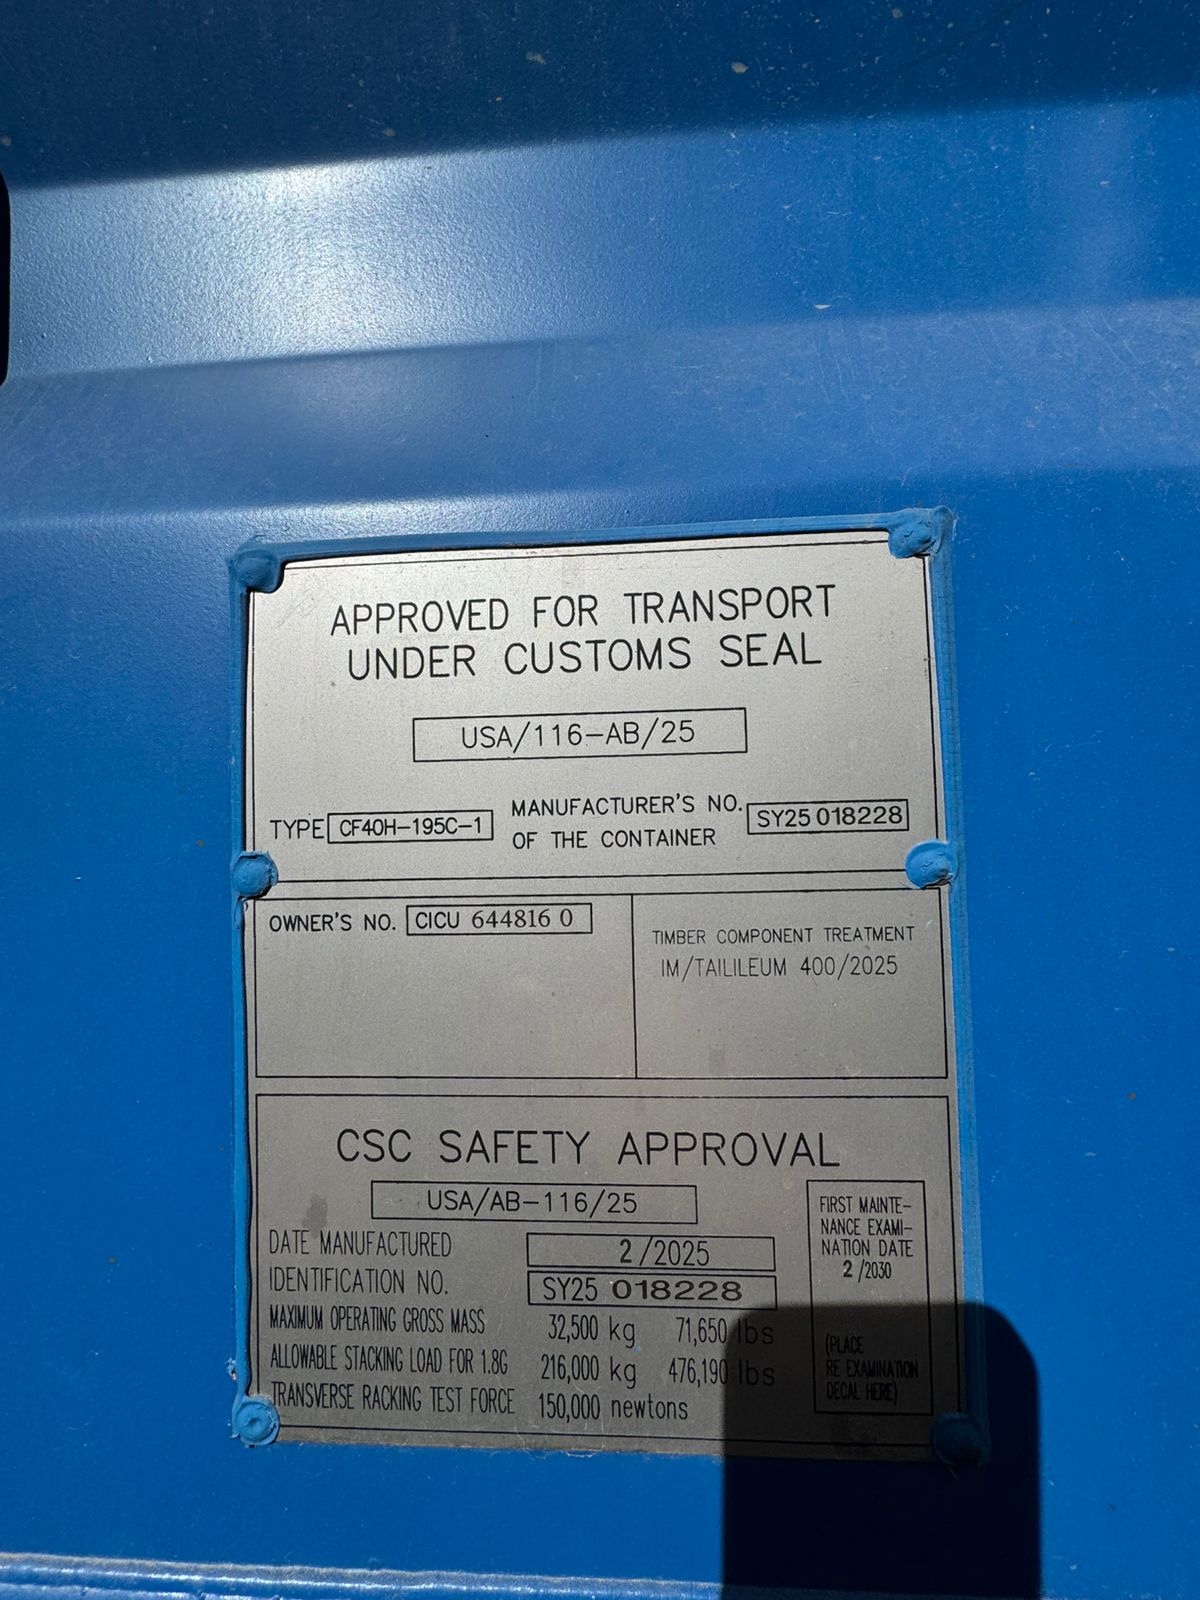 APPROVED FOR TRANSPORT
UNDER CUSTOMS SEAL
USA/116-AB/25
TYPE CF40H-195C-1 MANUFACTURER'S NO. OF THE CONTAINER SY25 018228
OWNER'S NO. CICU 644816 0
TIMBER COMPONENT TREATMENT
IM/TAILILEUM 400/2025
CSC SAFETY APPROVAL
USA/AB-116/25
DATE MANUFACTURED 2/2025
IDENTIFICATION NO. SY25 018228
MAXIMUM OPERATING GROSS MASS 32,500 kg 71,650 lbs
ALLOWABLE STACKING LOAD FOR 1.8G 216,000 kg 476,190 lbs
TRANSVERSE RACKING TEST FORCE 150,000 newtons
FIRST MAINTE-
NANCE EXAMI-
NATION DATE
2/2030
(PLACE
RE EXAMINATION
DECAL HERE)